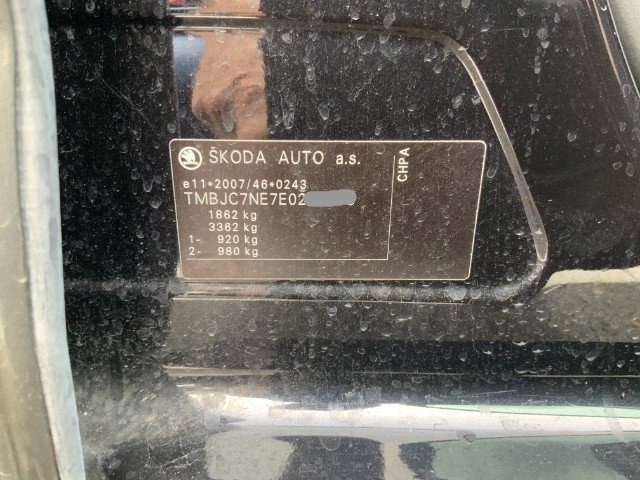 ŠKODA AUTO a.s.
e11*2007/46*0243
TMBJC7NE7E02
1862 kg
3362 kg
1- 920 kg
2- 980 kg
CHPA